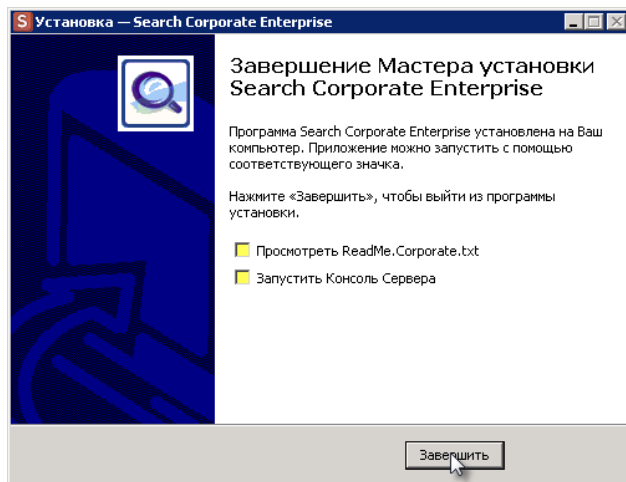 S Установка — Search Corporate Enterprise
Завершение Мастера установки
Search Corporate Enterprise
Программа Search Corporate Enterprise установлена на Ваш
компьютер. Приложение можно запустить с помощью
соответствующего значка.
Нажмите «Завершить», чтобы выйти из программы
установки.
Просмотреть ReadMe.Corporate.txt
Запустить Консоль Сервера
Завершить